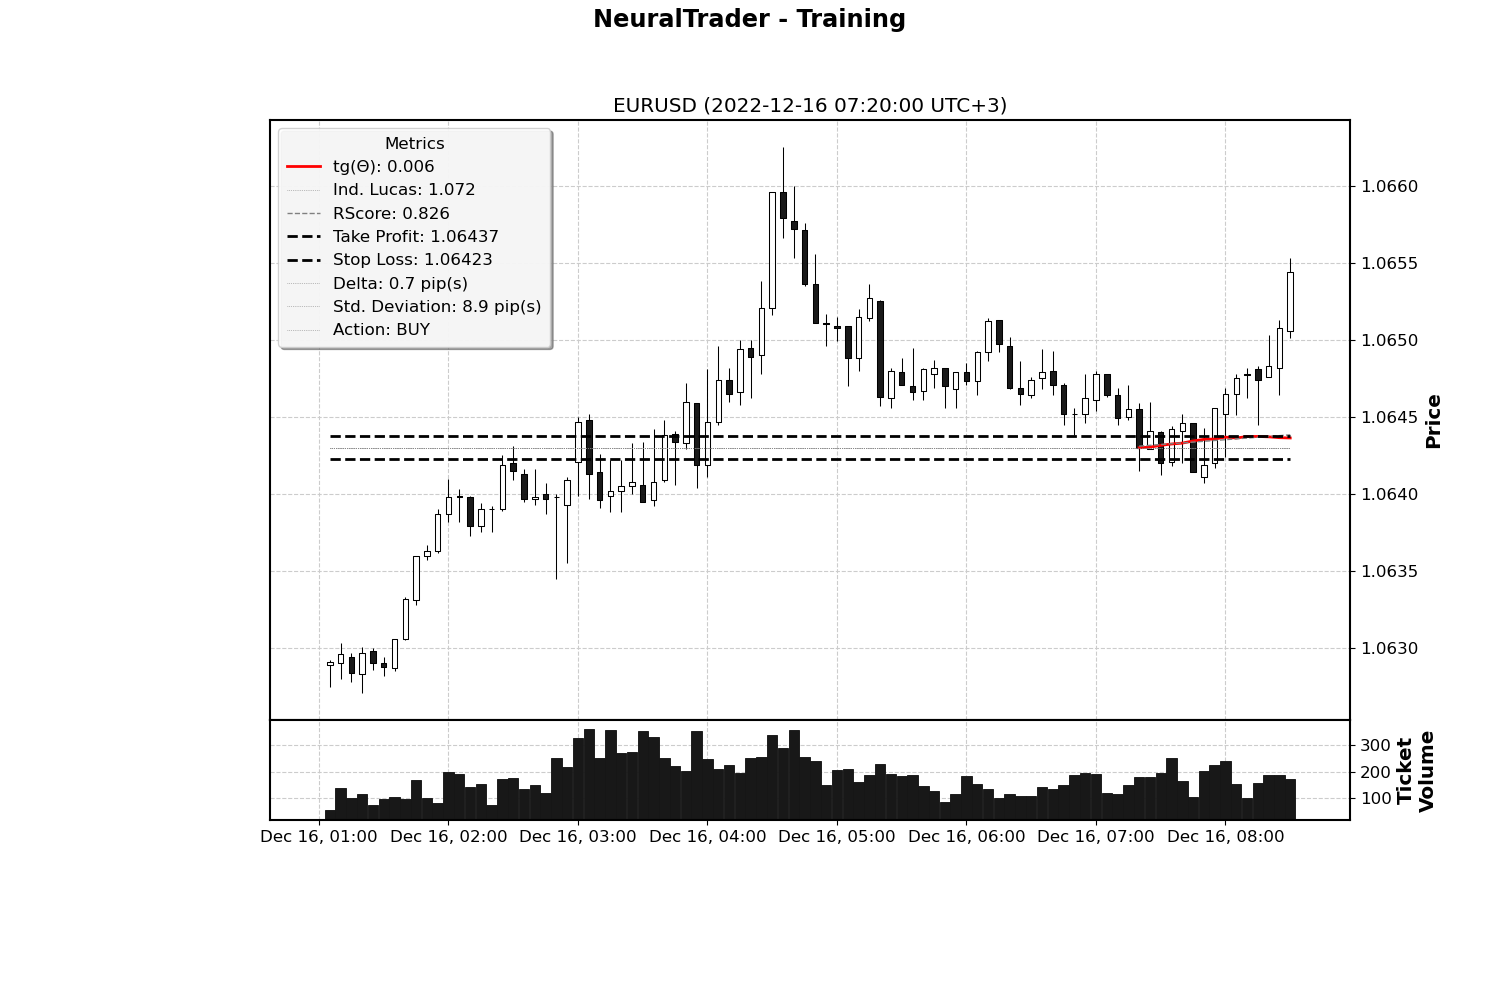 NeuralTrader - Training
EURUSD (2022-12-16 07:20:00 UTC+3)
Metrics
tg(Θ): 0.006
Ind. Lucas: 1.072
RScore: 0.826
Take Profit: 1.06437
Stop Loss: 1.06423
Delta: 0.7 pip(s)
Std. Deviation: 8.9 pip(s)
Action: BUY
1.0660
1.0655
1.0650
1.0645
1.0640
1.0635
1.0630
Price
300
200
100
Ticket
Volume
Dec 16, 01:00 Dec 16, 02:00 Dec 16, 03:00 Dec 16, 04:00 Dec 16, 05:00 Dec 16, 06:00 Dec 16, 07:00 Dec 16, 08:00